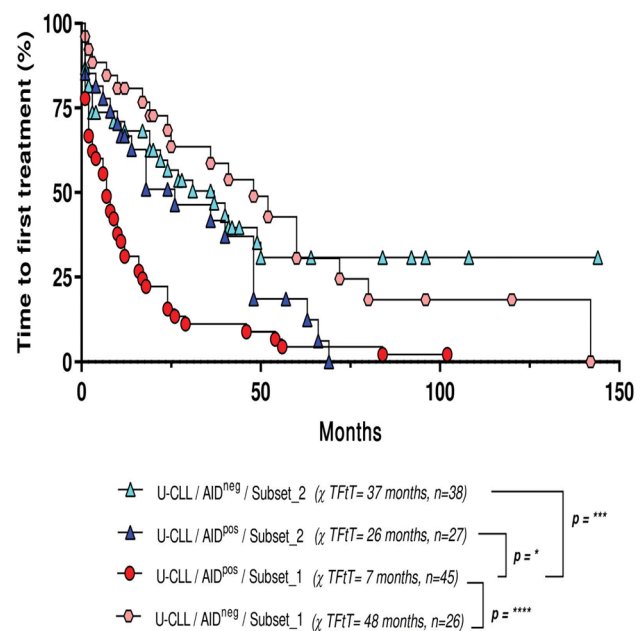 Time to first treatment (%)
100
75
50
25
0
0 50 100 150
Months
U-CLL / AIDneg / Subset_2 (χ TFtT= 37 months, n=38)
U-CLL / AIDpos / Subset_2 (χ TFtT= 26 months, n=27)
U-CLL / AIDpos / Subset_1 (χ TFtT= 7 months, n=45)
U-CLL / AIDneg / Subset_1 (χ TFtT= 48 months, n=26)
p = ***
p = *
p = ****